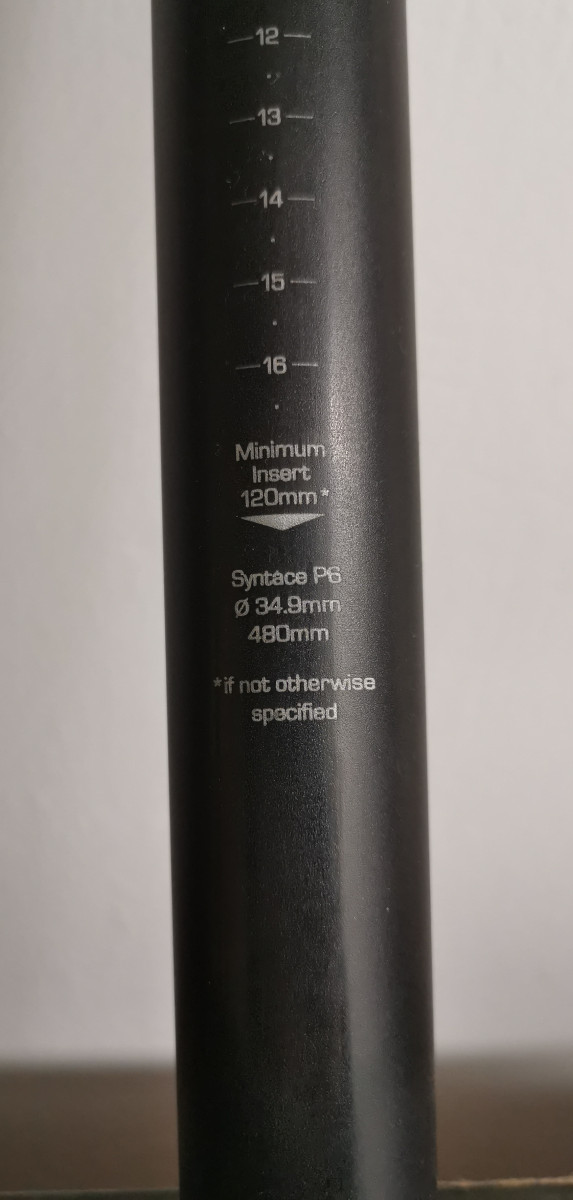 —12—
—13—
—14—
—15—
—16—
Minimum
Insert
120mm*
Syntace P6
Ø 34.9mm
480mm
*if not otherwise
specified